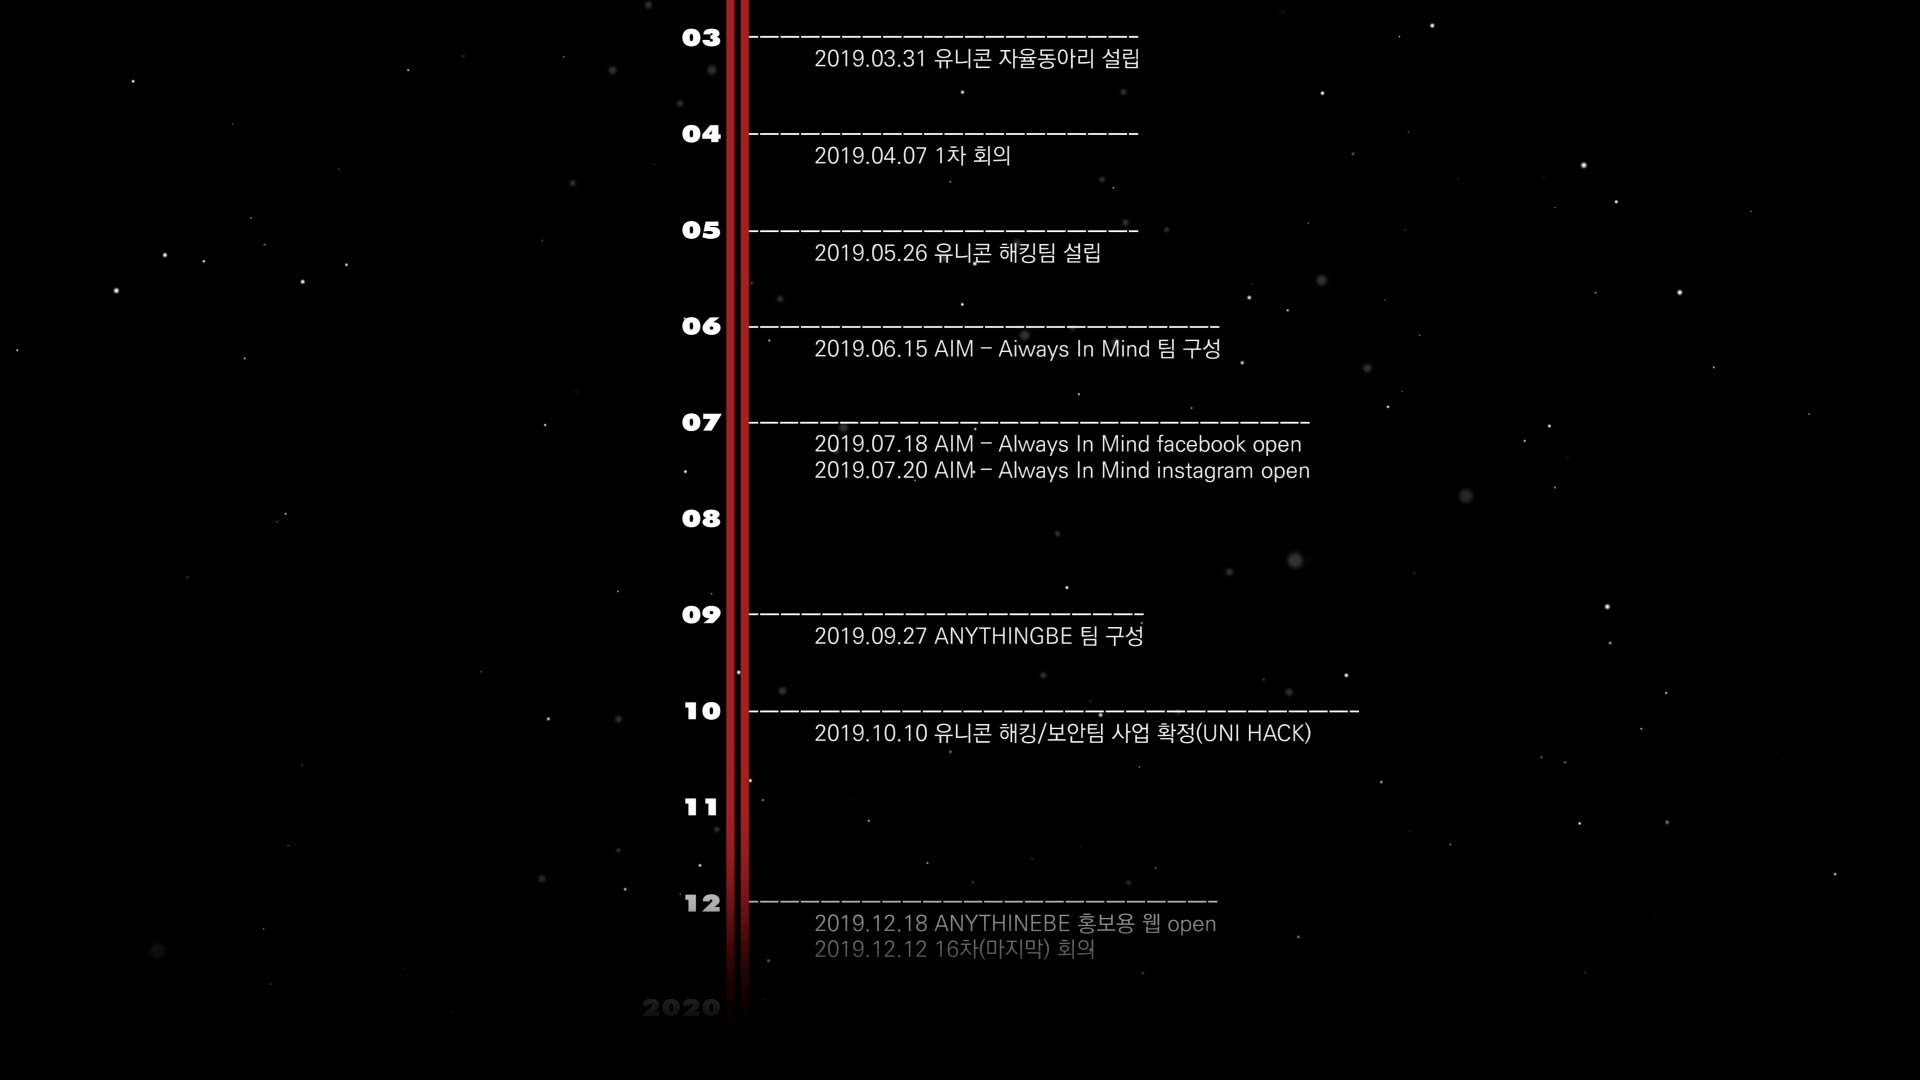 03
2019.03.31 유니콘 자율동아리 설립
04
2019.04.07 1차 회의
05
2019.05.26 유니콘 해킹팀 설립
06
2019.06.15 AIM - Aiways In Mind 팀 구성
07
2019.07.18 AIM - Always In Mind facebook open
2019.07.20 AIM - Always In Mind instagram open
08
09
2019.09.27 ANYTHINGBE 팀 구성
10
2019.10.10 유니콘 해킹/보안팀 사업 확정(UNI HACK)
11
12
2019.12.18 ANYTHINEBE 홍보용 웹 open
2019.12.12 16차(마지막) 회의
2020